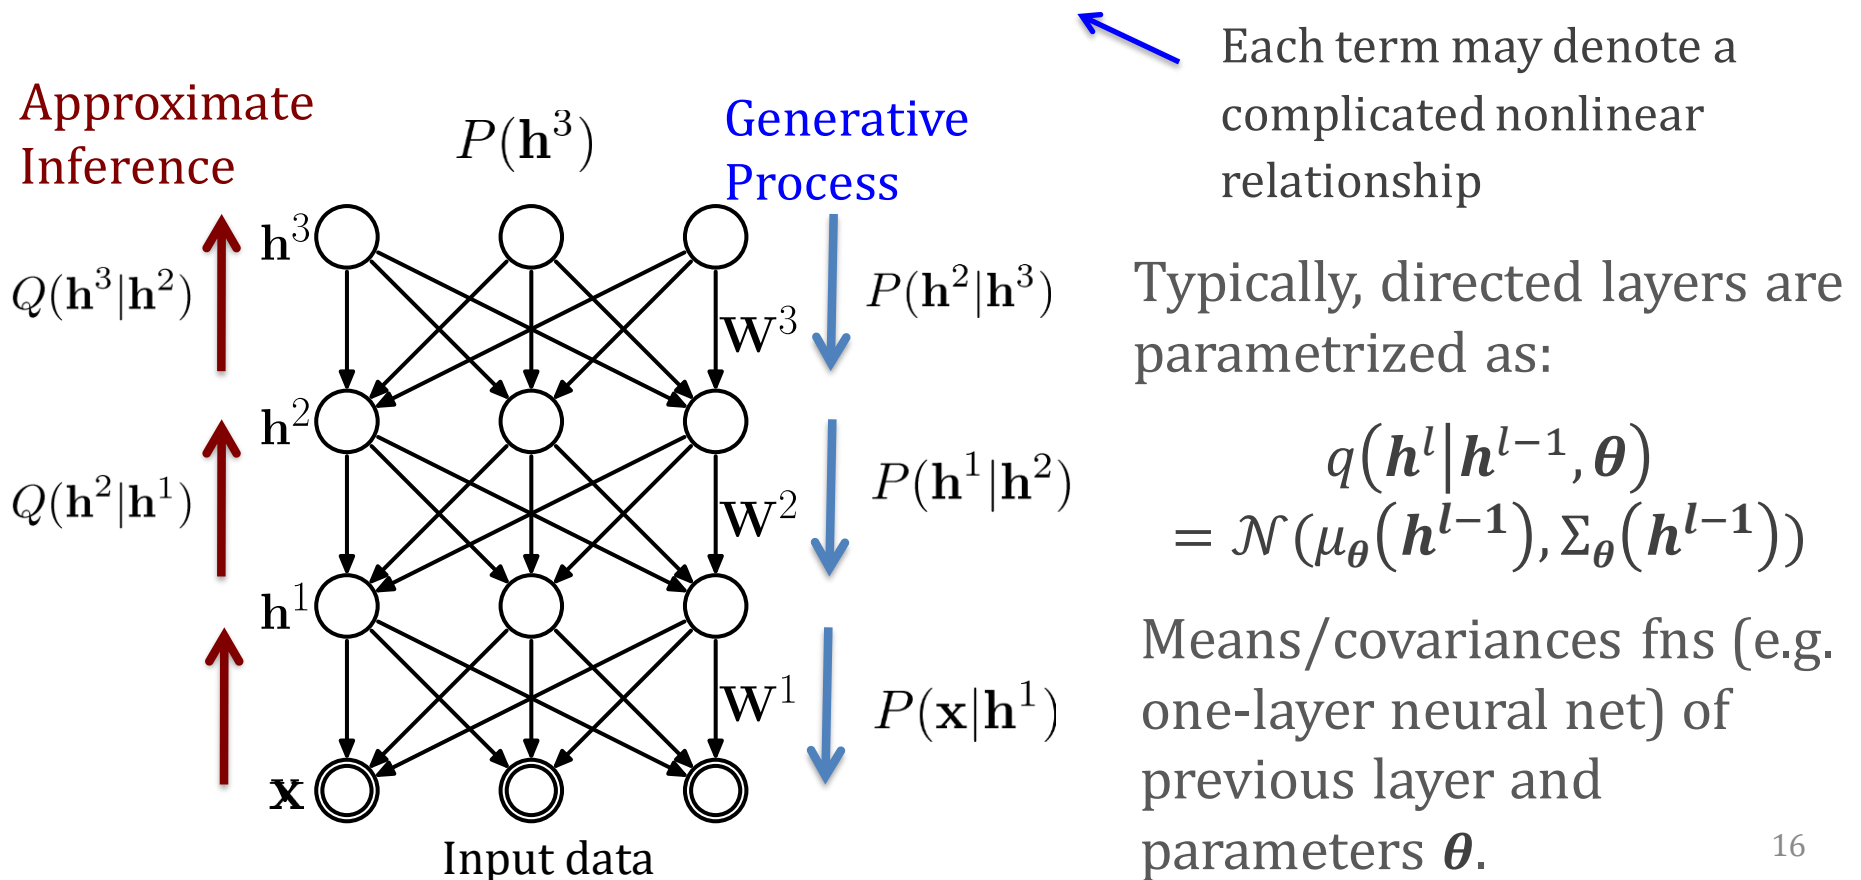 Each term may denote a
complicated nonlinear
relationship
Approximate
Inference
P(𝐡³)
Generative
Process
𝐡³
Q(𝐡³|𝐡²)
𝐖³
P(𝐡²|𝐡³)
𝐡²
Q(𝐡²|𝐡¹)
𝐖²
P(𝐡¹|𝐡²)
𝐡¹
𝐖¹
P(𝐱|𝐡¹)
𝐱
Input data
Typically, directed layers are
parametrized as:
q(𝒉ˡ|𝒉ˡ⁻¹, 𝜽)
= 𝒩(μ_𝜽(𝒉ˡ⁻¹), Σ_𝜽(𝒉ˡ⁻¹))
Means/covariances fns (e.g.
one-layer neural net) of
previous layer and
parameters 𝜽.
16